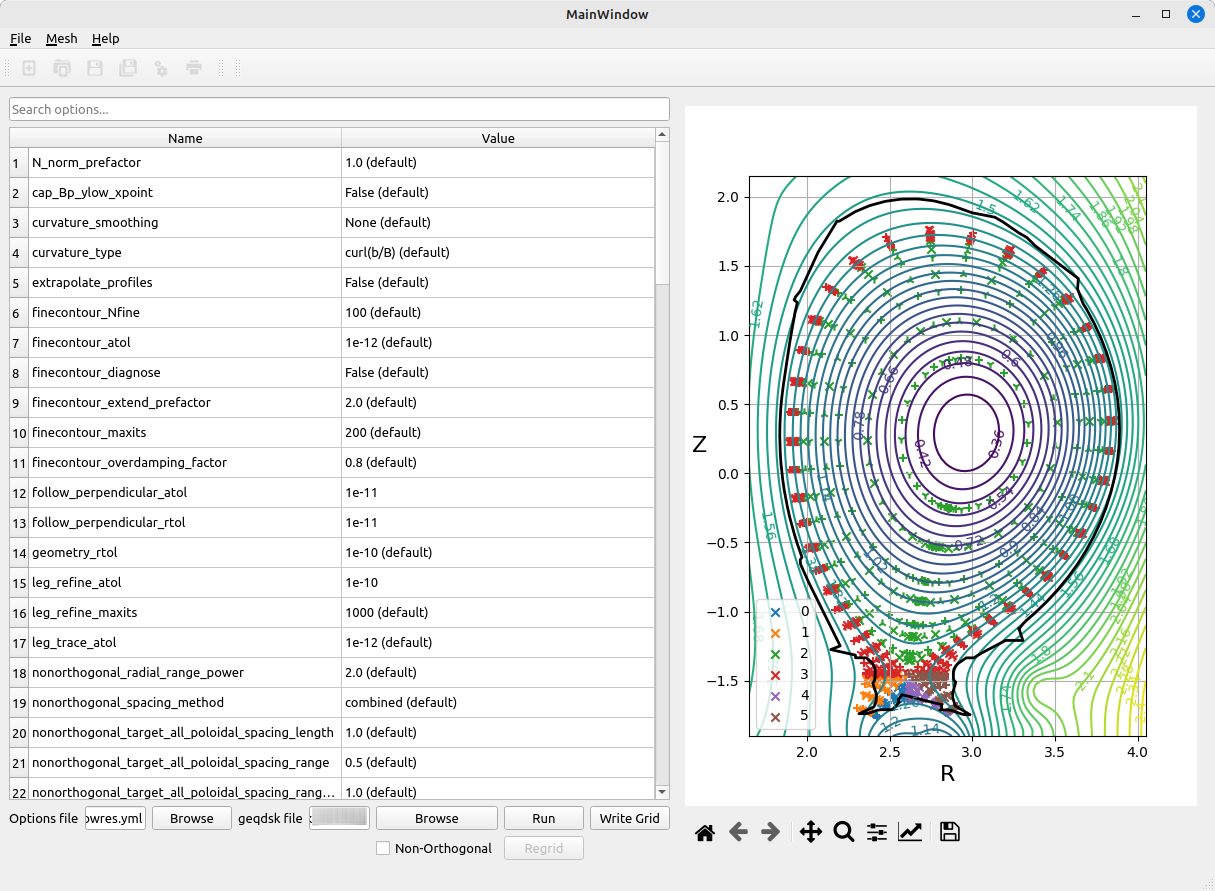 MainWindow
File Mesh Help
Search options...
Name Value
1 N_norm_prefactor 1.0 (default)
2 cap_Bp_ylow_xpoint False (default)
3 curvature_smoothing None (default)
4 curvature_type curl(b/B) (default)
5 extrapolate_profiles False (default)
6 finecontour_Nfine 100 (default)
7 finecontour_atol 1e-12 (default)
8 finecontour_diagnose False (default)
9 finecontour_extend_prefactor 2.0 (default)
10 finecontour_maxits 200 (default)
11 finecontour_overdamping_factor 0.8 (default)
12 follow_perpendicular_atol 1e-11
13 follow_perpendicular_rtol 1e-11
14 geometry_rtol 1e-10 (default)
15 leg_refine_atol 1e-10
16 leg_refine_maxits 1000 (default)
17 leg_trace_atol 1e-12 (default)
18 nonorthogonal_radial_range_power 2.0 (default)
19 nonorthogonal_spacing_method combined (default)
20 nonorthogonal_target_all_poloidal_spacing_length 1.0 (default)
21 nonorthogonal_target_all_poloidal_spacing_range 0.5 (default)
22 nonorthogonal_target_all_poloidal_spacing_rang... 1.0 (default)
Options file owres.yml Browse geqdsk file Browse Run Write Grid
Non-Orthogonal Regrid
2.0
1.5
1.0
0.5
0.0
−0.5
−1.0
−1.5
Z
2.0 2.5 3.0 3.5 4.0
R
0
1
2
3
4
5
1.5
1.62
1.74
1.86
1.8
1.62
0.6
0.48
0.66
0.78
0.36
0.42
0.54
0.72
1.56
1.68
1.74
1.2
1.14
2.1